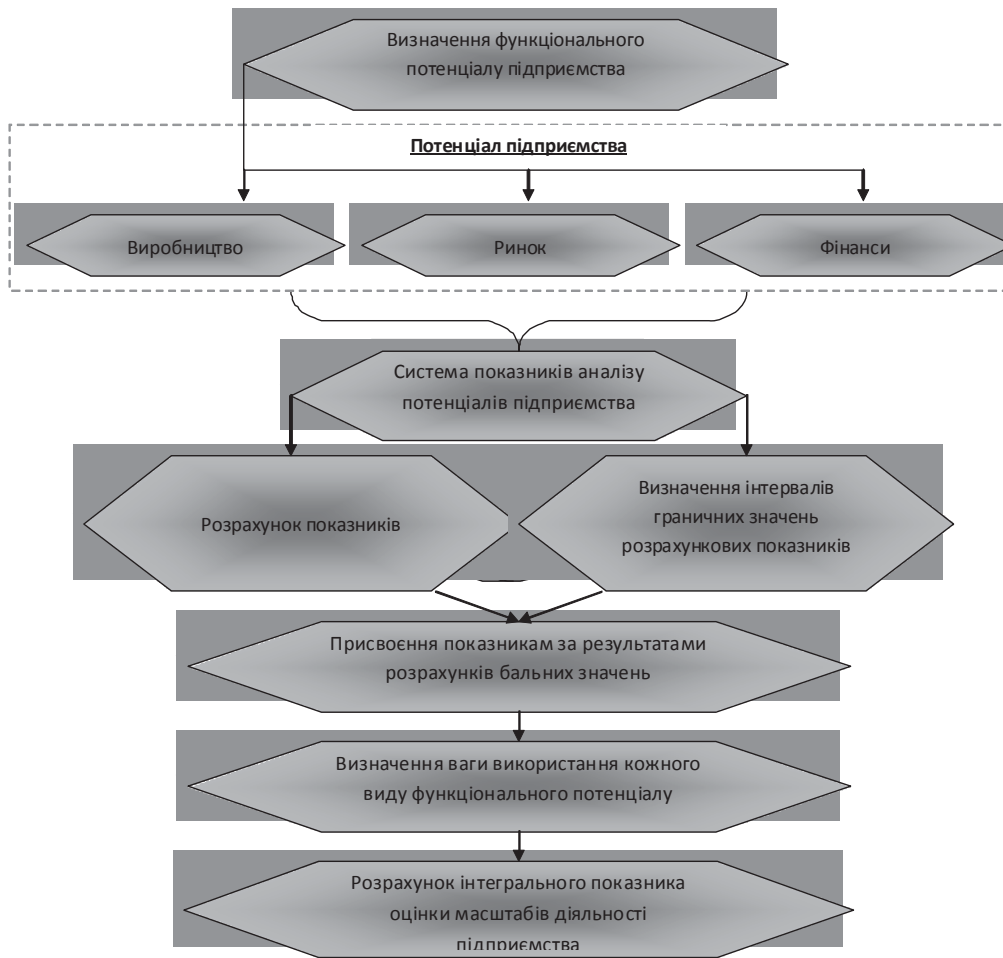 Визначення функціонального
потенціалу підприємства
Потенціал підприємства
Виробництво
Ринок
Фінанси
Система показників аналізу
потенціалів підприємства
Розрахунок показників
Визначення інтервалів
граничних значень
розрахункових показників
Присвоєння показникам за результатами
розрахунків бальних значень
Визначення ваги використання кожного
виду функціонального потенціалу
Розрахунок інтегрального показника
оцінки масштабів діяльності
підприємства